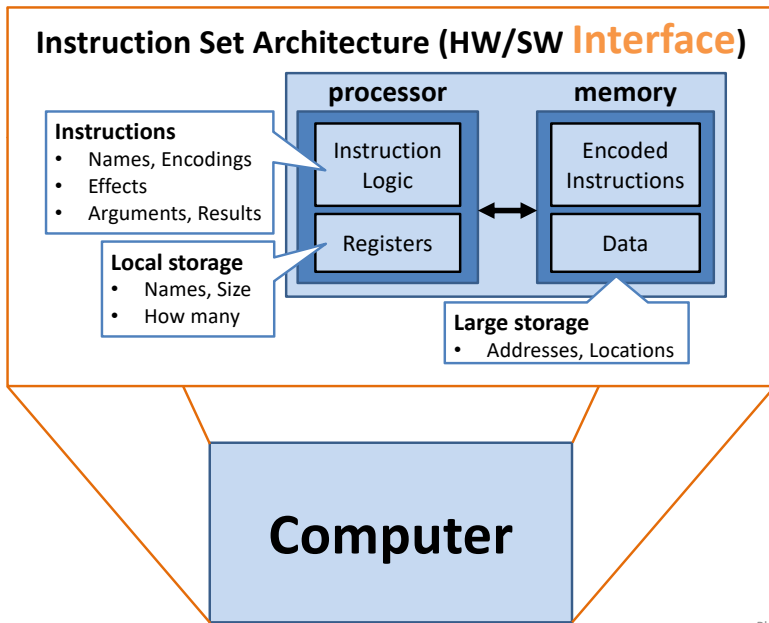 Instruction Set Architecture (HW/SW Interface)
processor
memory
Instructions
• Names, Encodings
• Effects
• Arguments, Results
Instruction
Logic
Encoded
Instructions
Registers
Data
Local storage
• Names, Size
• How many
Large storage
• Addresses, Locations
Computer